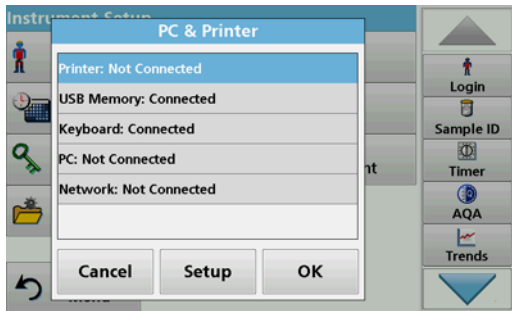 Instrument Setup
PC & Printer
Printer: Not Connected
USB Memory: Connected
Keyboard: Connected
PC: Not Connected
Network: Not Connected
Cancel
Setup
OK
Login
Sample ID
Timer
AQA
Trends